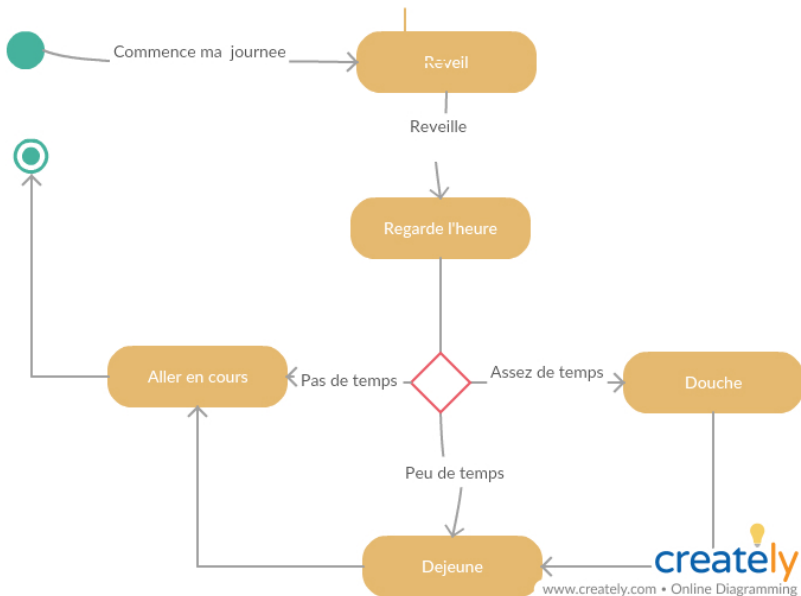 Commence ma journee
Reveil
Reveille
Regarde l'heure
Aller en cours
Pas de temps
Assez de temps
Douche
Peu de temps
Dejeune
creately
www.creately.com • Online Diagramming